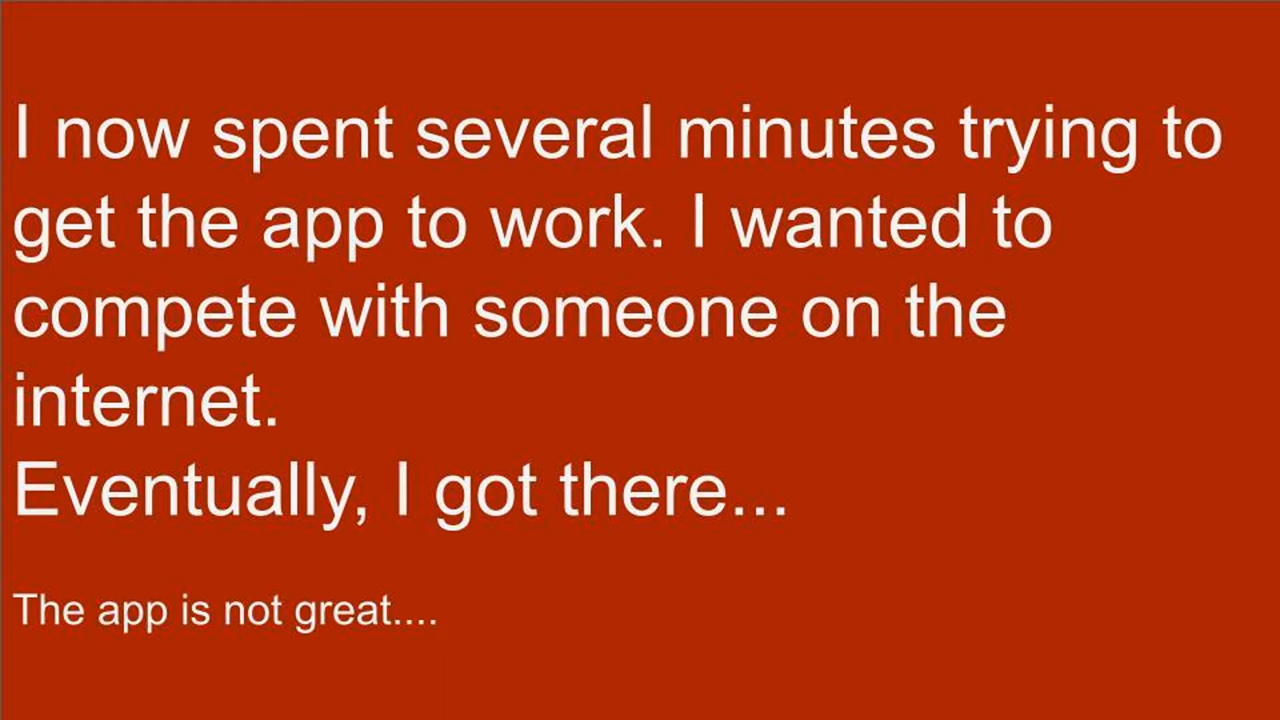 I now spent several minutes trying to
get the app to work. I wanted to
compete with someone on the
internet.
Eventually, I got there...
The app is not great....